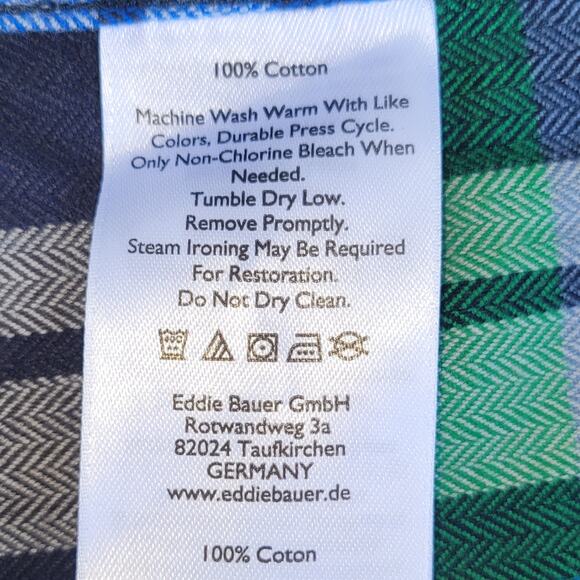 100% Cotton
Machine Wash Warm With Like
Colors, Durable Press Cycle.
Only Non-Chlorine Bleach When
Needed.
Tumble Dry Low.
Remove Promptly.
Steam Ironing May Be Required
For Restoration.
Do Not Dry Clean.
40C
Eddie Bauer GmbH
Rotwandweg 3a
82024 Taufkirchen
GERMANY
www.eddiebauer.de
100% Coton